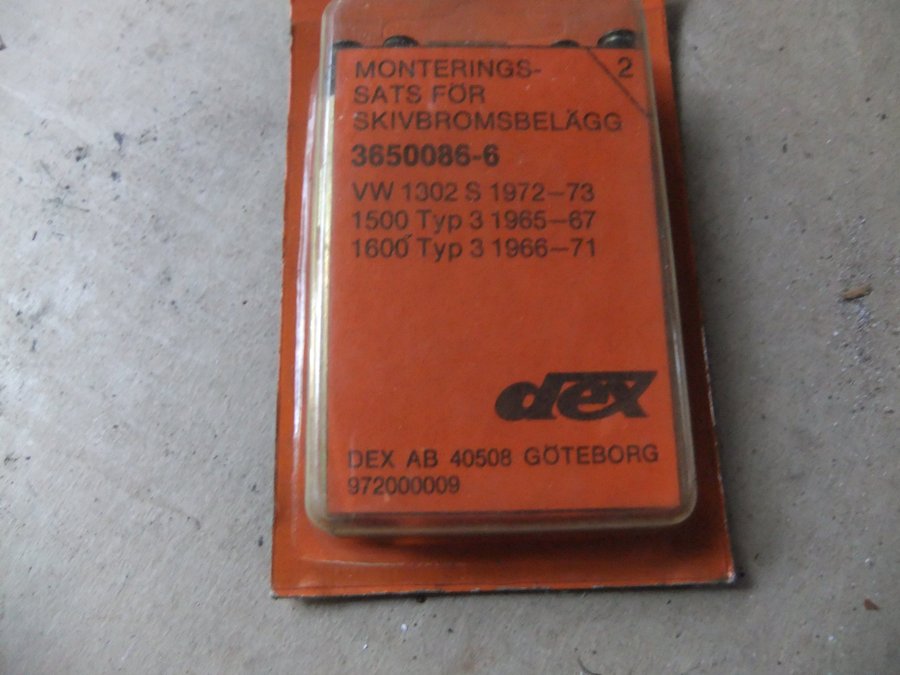 MONTERINGS-
SATS FÖR
SKIVBROMSBELÄGG
2
3650086-6
VW 1302 S 1972–73
1500 Typ 3 1965–67
1600 Typ 3 1966–71
dex
DEX AB 40508 GÖTEBORG
972000009